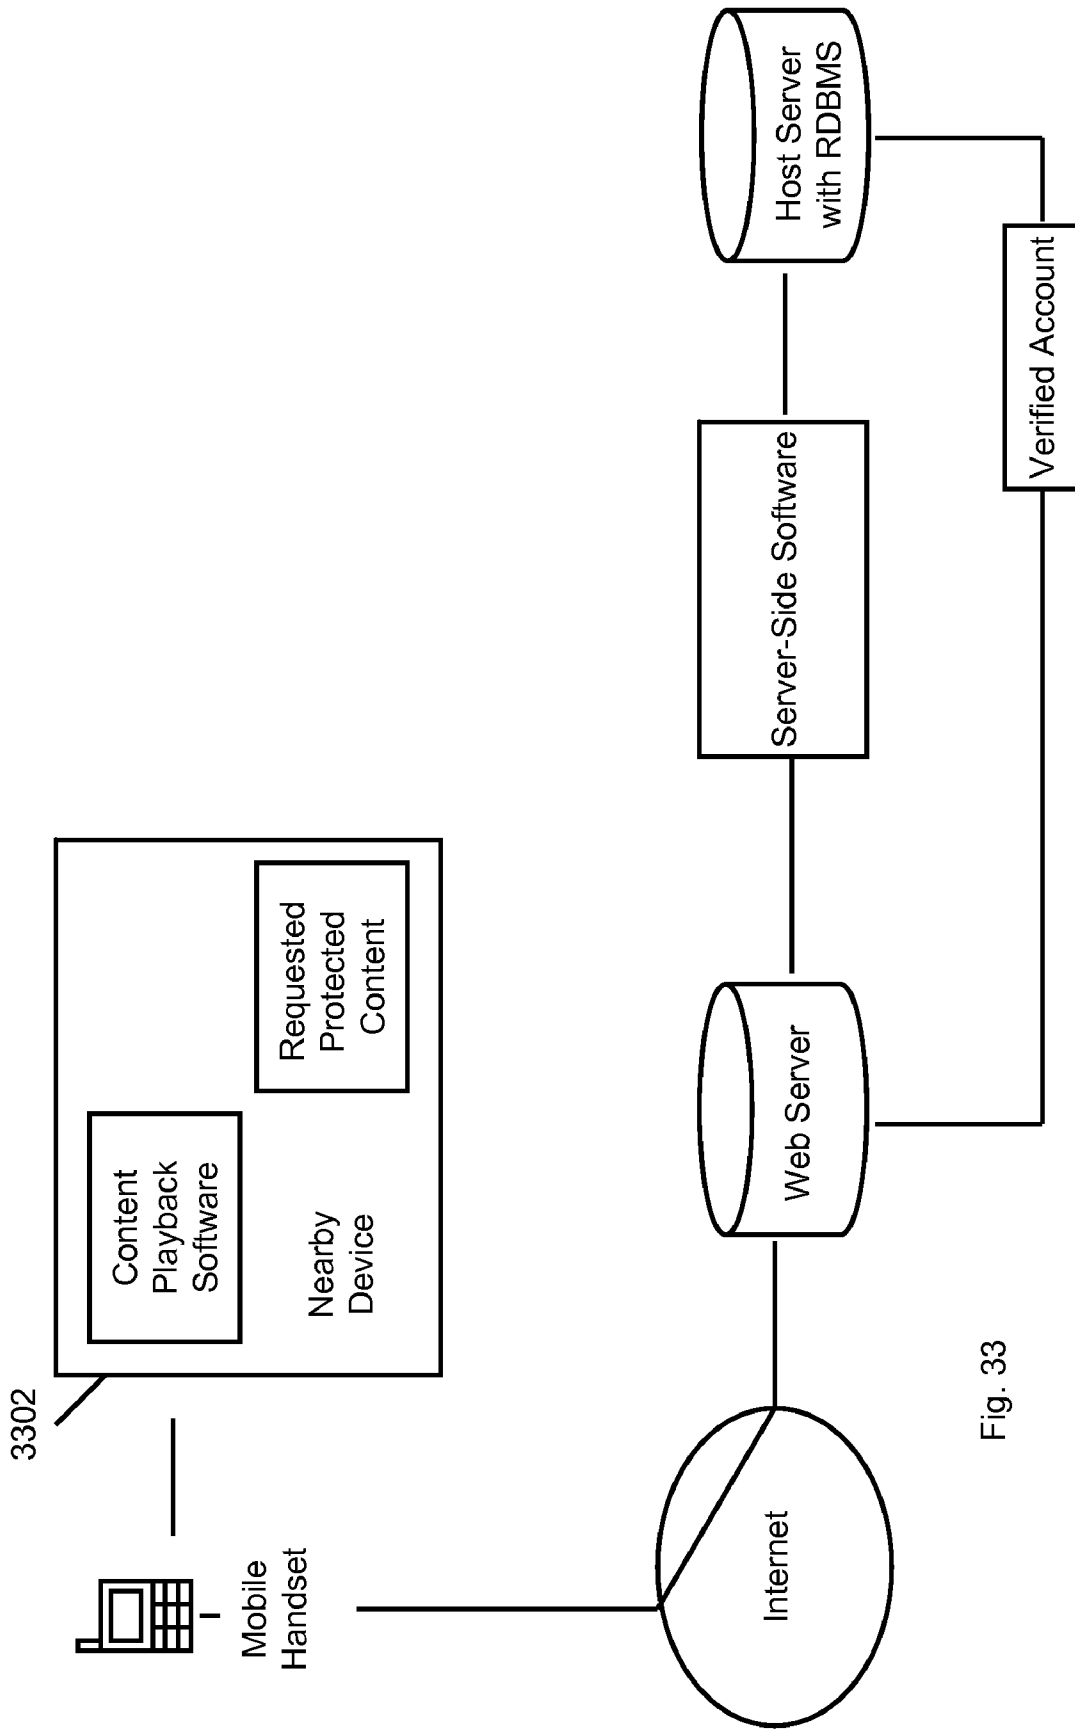 3302
Content
Playback
Software
Requested
Protected
Content
Nearby
Device
Mobile
Handset
Internet
Web Server
Server-Side Software
Host Server
with RDBMS
Verified Account
Fig. 33